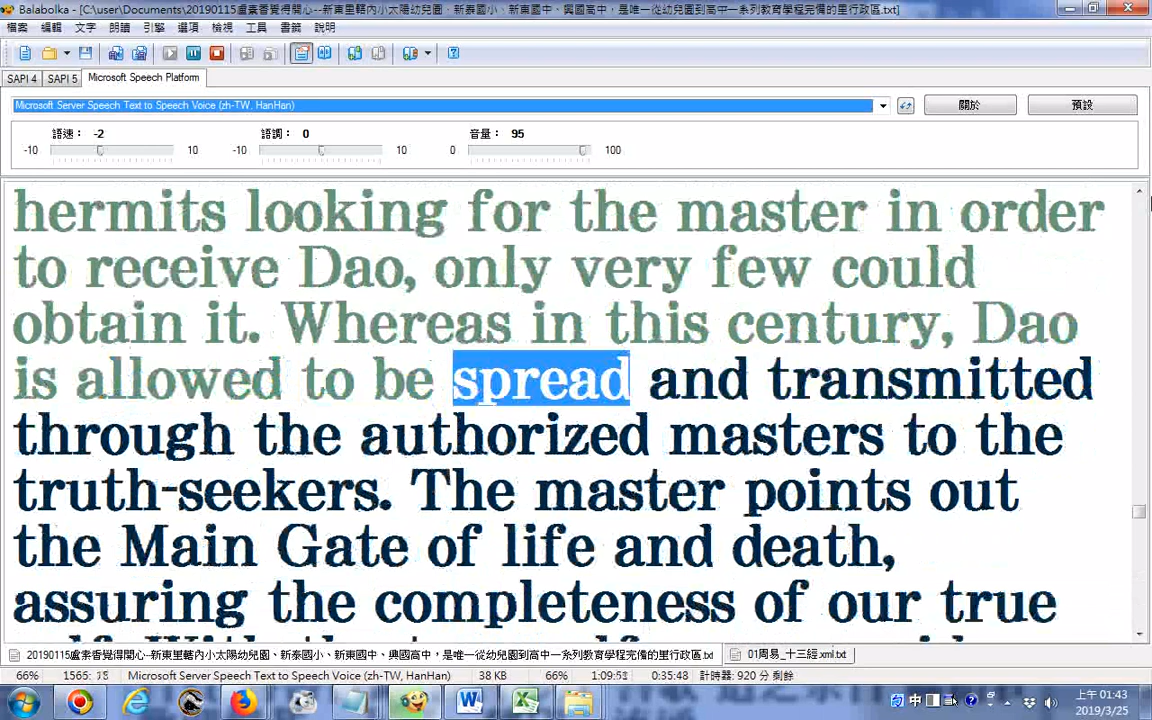 Balabolka - [C:\user\Documents\20190115盧素香覺得開心--新東里轄內小太陽幼兒園、新泰國小、新東國中、興國高中，是唯一從幼兒園到高中一系列教育學程完備的里行政區.txt]
檔案 編輯 文字 朗讀 引擎 選項 檢視 工具 書籤 說明
SAPI 4 SAPI 5 Microsoft Speech Platform
Microsoft Server Speech Text to Speech Voice (zh-TW, HanHan) 關於 預設
語速： -2 語調： 0 音量： 95
-10 10 -10 10 0 100
hermits looking for the master in order
to receive Dao, only very few could
obtain it. Whereas in this century, Dao
is allowed to be spread and transmitted
through the authorized masters to the
truth-seekers. The master points out
the Main Gate of life and death,
assuring the completeness of our true
20190115盧素香覺得開心--新東里轄內小太陽幼兒園、新泰國小、新東國中、興國高中，是唯一從幼兒園到高中一系列教育學程完備的里行政區.txt 01周易_十三經.xml.txt
66% 1565: 18 Microsoft Server Speech Text to Speech Voice (zh-TW, HanHan) 38 KB 66% 1:09:51 0:35:48 計時器: 920 分 剩餘
中 上午 01:43
2019/3/25